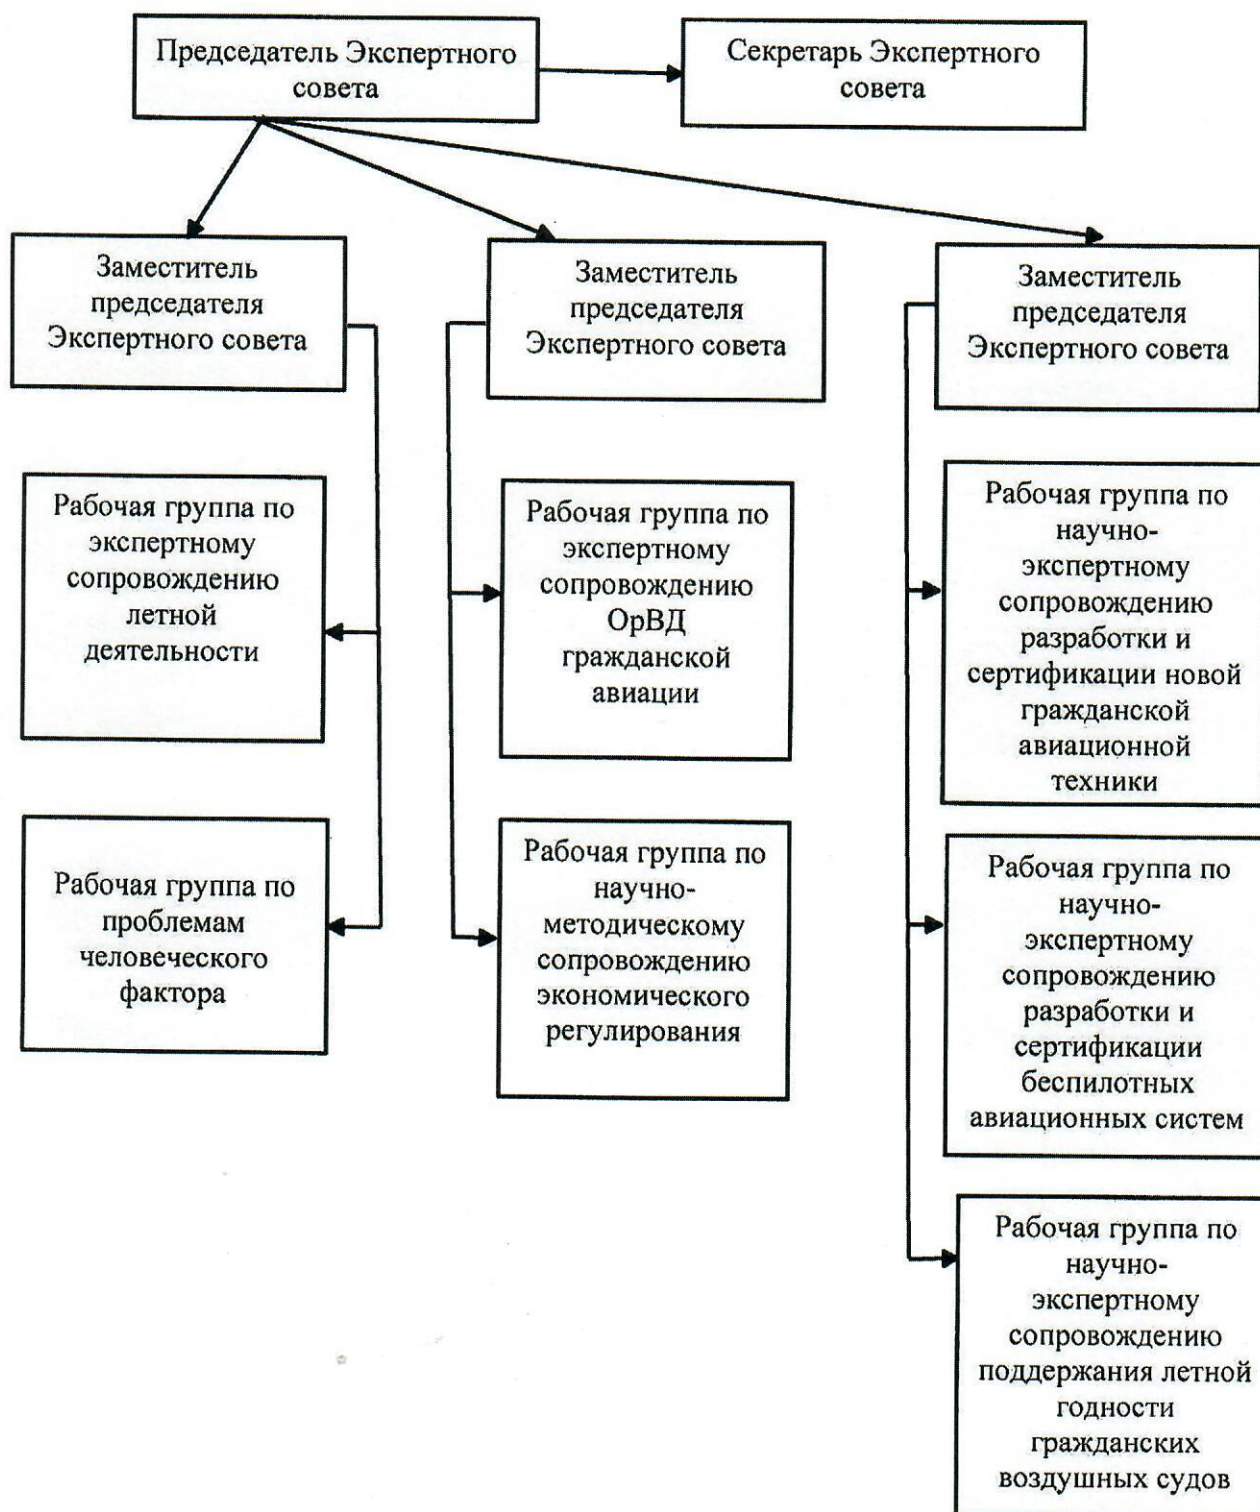 Председатель Экспертного
совета
Секретарь Экспертного
совета
Заместитель
председателя
Экспертного совета
Заместитель
председателя
Экспертного совета
Заместитель
председателя
Экспертного совета
Рабочая группа по
экспертному
сопровождению
летной
деятельности
Рабочая группа по
экспертному
сопровождению
ОрВД
гражданской
авиации
Рабочая группа по
научно-
экспертному
сопровождению
разработки и
сертификации новой
гражданской
авиационной
техники
Рабочая группа по
проблемам
человеческого
фактора
Рабочая группа по
научно-
методическому
сопровождению
экономического
регулирования
Рабочая группа по
научно-
экспертному
сопровождению
разработки и
сертификации
беспилотных
авиационных систем
Рабочая группа по
научно-
экспертному
сопровождению
поддержания летной
годности
гражданских
воздушных судов